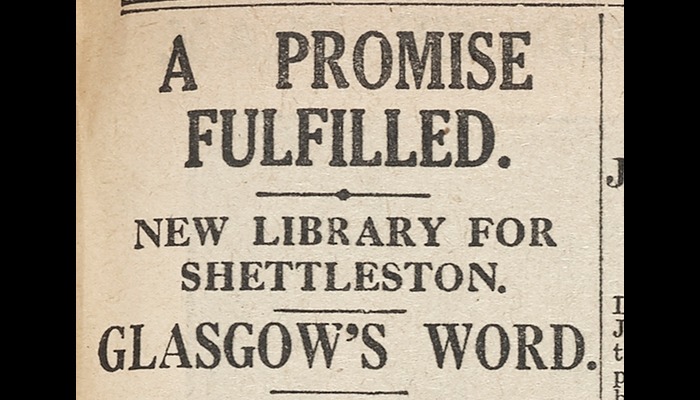 A PROMISE
FULFILLED.
NEW LIBRARY FOR
SHETTLESTON.
GLASGOW'S WORD.